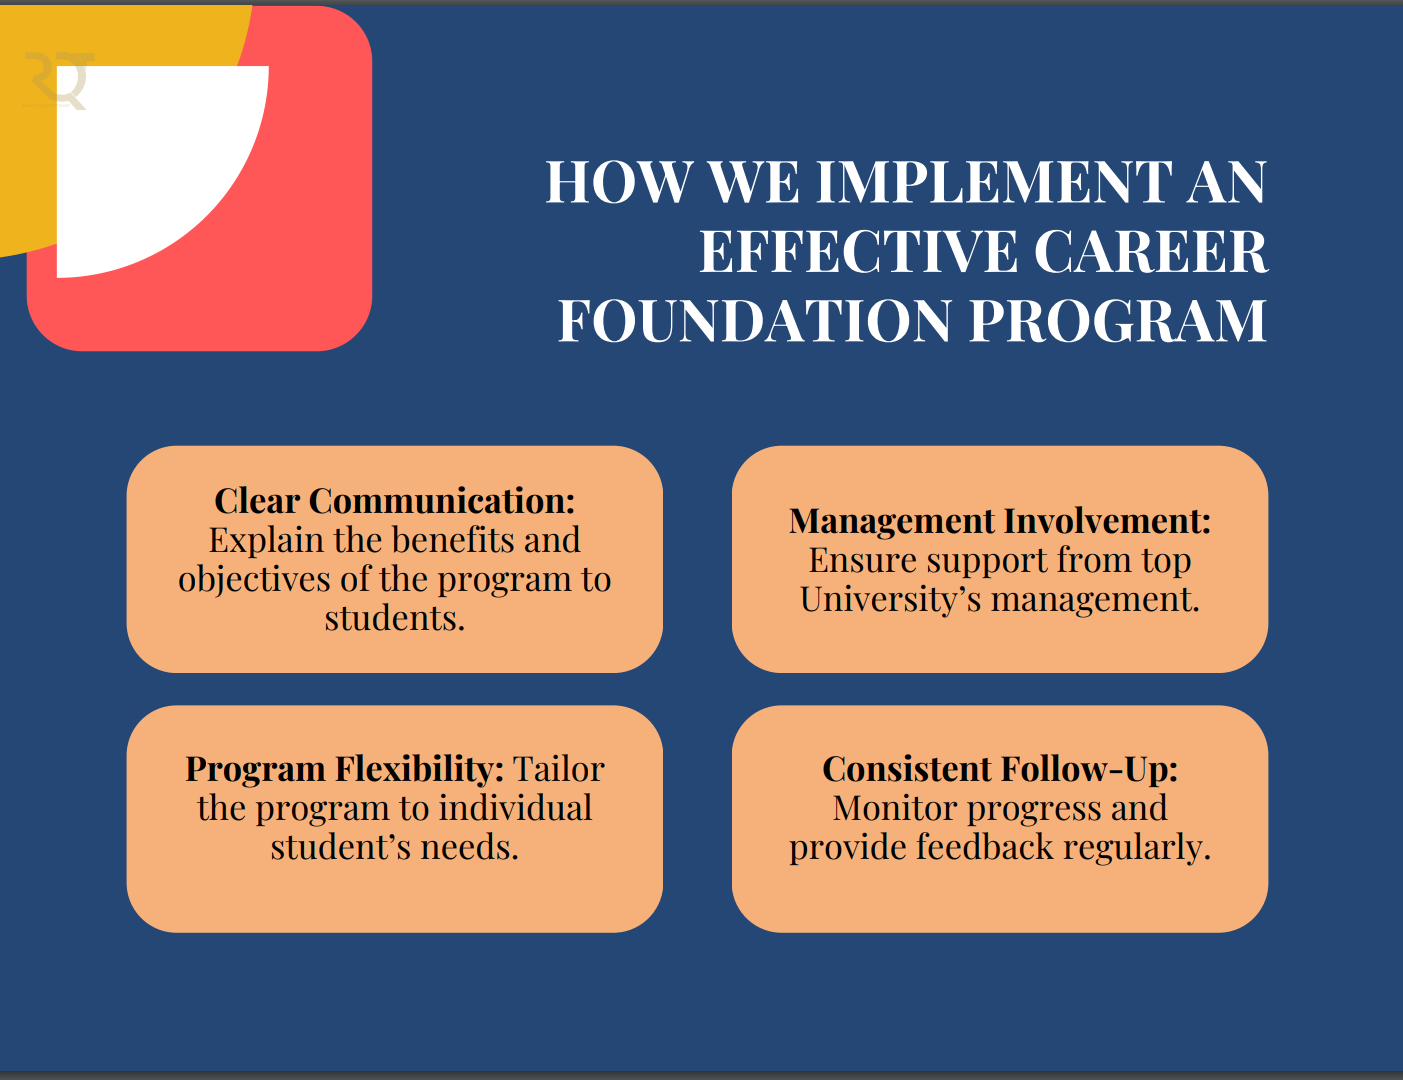 RQT
HOW WE IMPLEMENT AN
EFFECTIVE CAREER
FOUNDATION PROGRAM
Clear Communication:
Explain the benefits and
objectives of the program to
students.
Management Involvement:
Ensure support from top
University’s management.
Program Flexibility: Tailor
the program to individual
student’s needs.
Consistent Follow-Up:
Monitor progress and
provide feedback regularly.